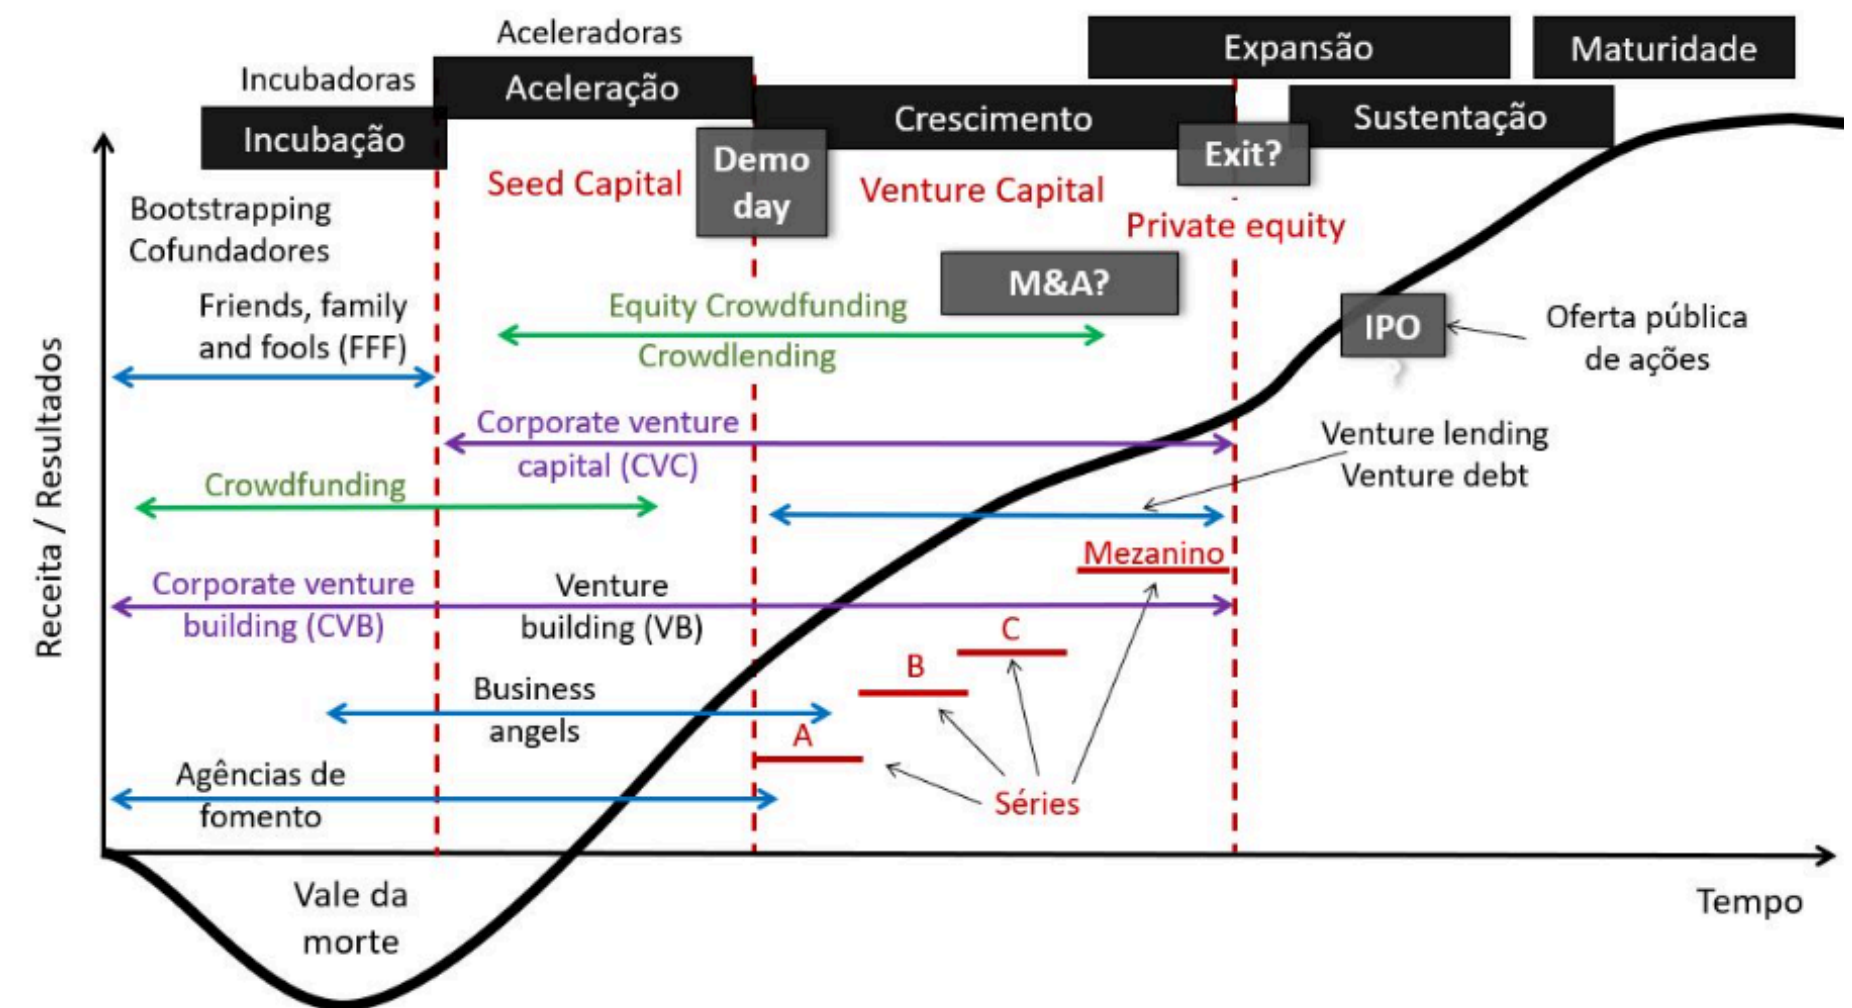 Aceleradoras
Expansão
Maturidade
Incubadoras
Aceleração
Crescimento
Sustentação
Incubação
Demo
day
Exit?
Seed Capital
Venture Capital
Private equity
Bootstrapping
Cofundadores
M&A?
Friends, family
and fools (FFF)
Equity Crowdfunding
Crowdlending
IPO
?
Oferta pública
de ações
Corporate venture
capital (CVC)
Venture lending
Venture debt
Crowdfunding
Mezanino
Corporate venture
building (CVB)
Venture
building (VB)
C
B
Business
angels
A
Agências de
fomento
Séries
Receita / Resultados
Vale da
morte
Tempo